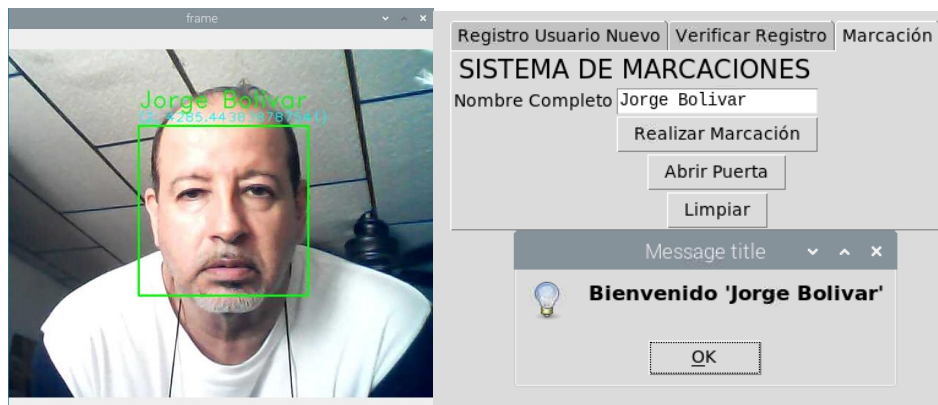 frame
Jorge Bolivar
Registro Usuario Nuevo
Verificar Registro
Marcación
SISTEMA DE MARCACIONES
Nombre Completo
Jorge Bolivar
Realizar Marcación
Abrir Puerta
Limpiar
Message title
Bienvenido 'Jorge Bolivar'
OK